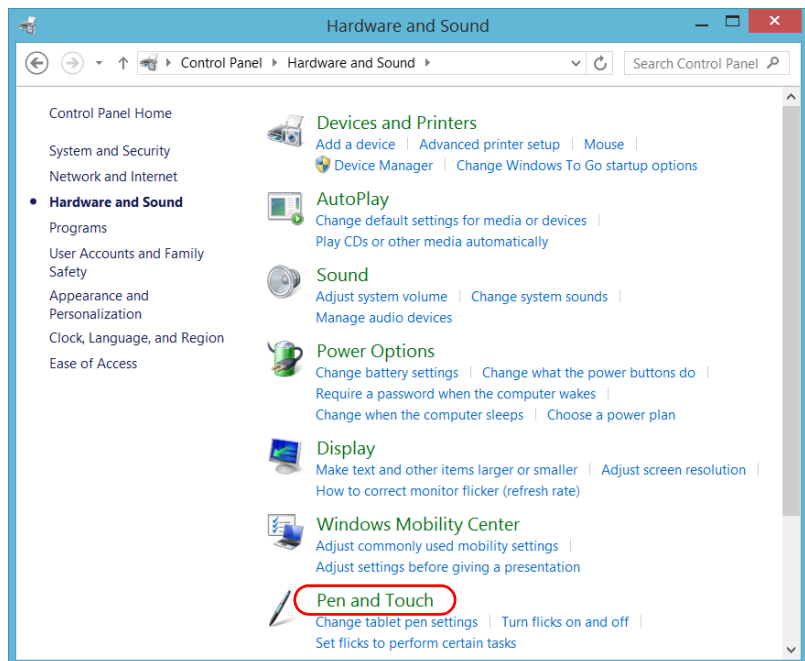 Hardware and Sound
Control Panel Hardware and Sound
Search Control Panel
Control Panel Home
System and Security
Network and Internet
Hardware and Sound
Programs
User Accounts and Family
Safety
Appearance and
Personalization
Clock, Language, and Region
Ease of Access
Devices and Printers
Add a device Advanced printer setup Mouse
Device Manager Change Windows To Go startup options
AutoPlay
Change default settings for media or devices
Play CDs or other media automatically
Sound
Adjust system volume Change system sounds
Manage audio devices
Power Options
Change battery settings Change what the power buttons do
Require a password when the computer wakes
Change when the computer sleeps Choose a power plan
Display
Make text and other items larger or smaller Adjust screen resolution
How to correct monitor flicker (refresh rate)
Windows Mobility Center
Adjust commonly used mobility settings
Adjust settings before giving a presentation
Pen and Touch
Change tablet pen settings Turn flicks on and off
Set flicks to perform certain tasks